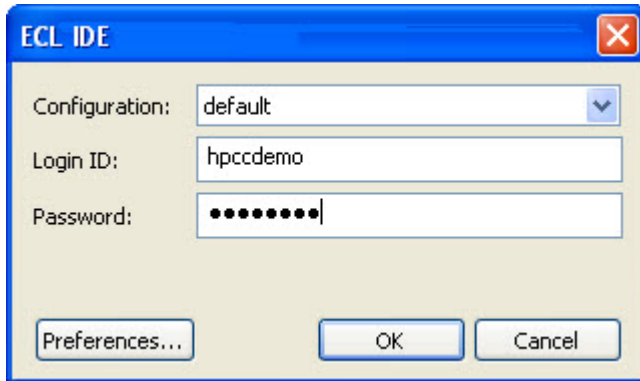 ECL IDE
Configuration: default
Login ID: hpccdemo
Password: ●●●●●●●●
Preferences... OK Cancel